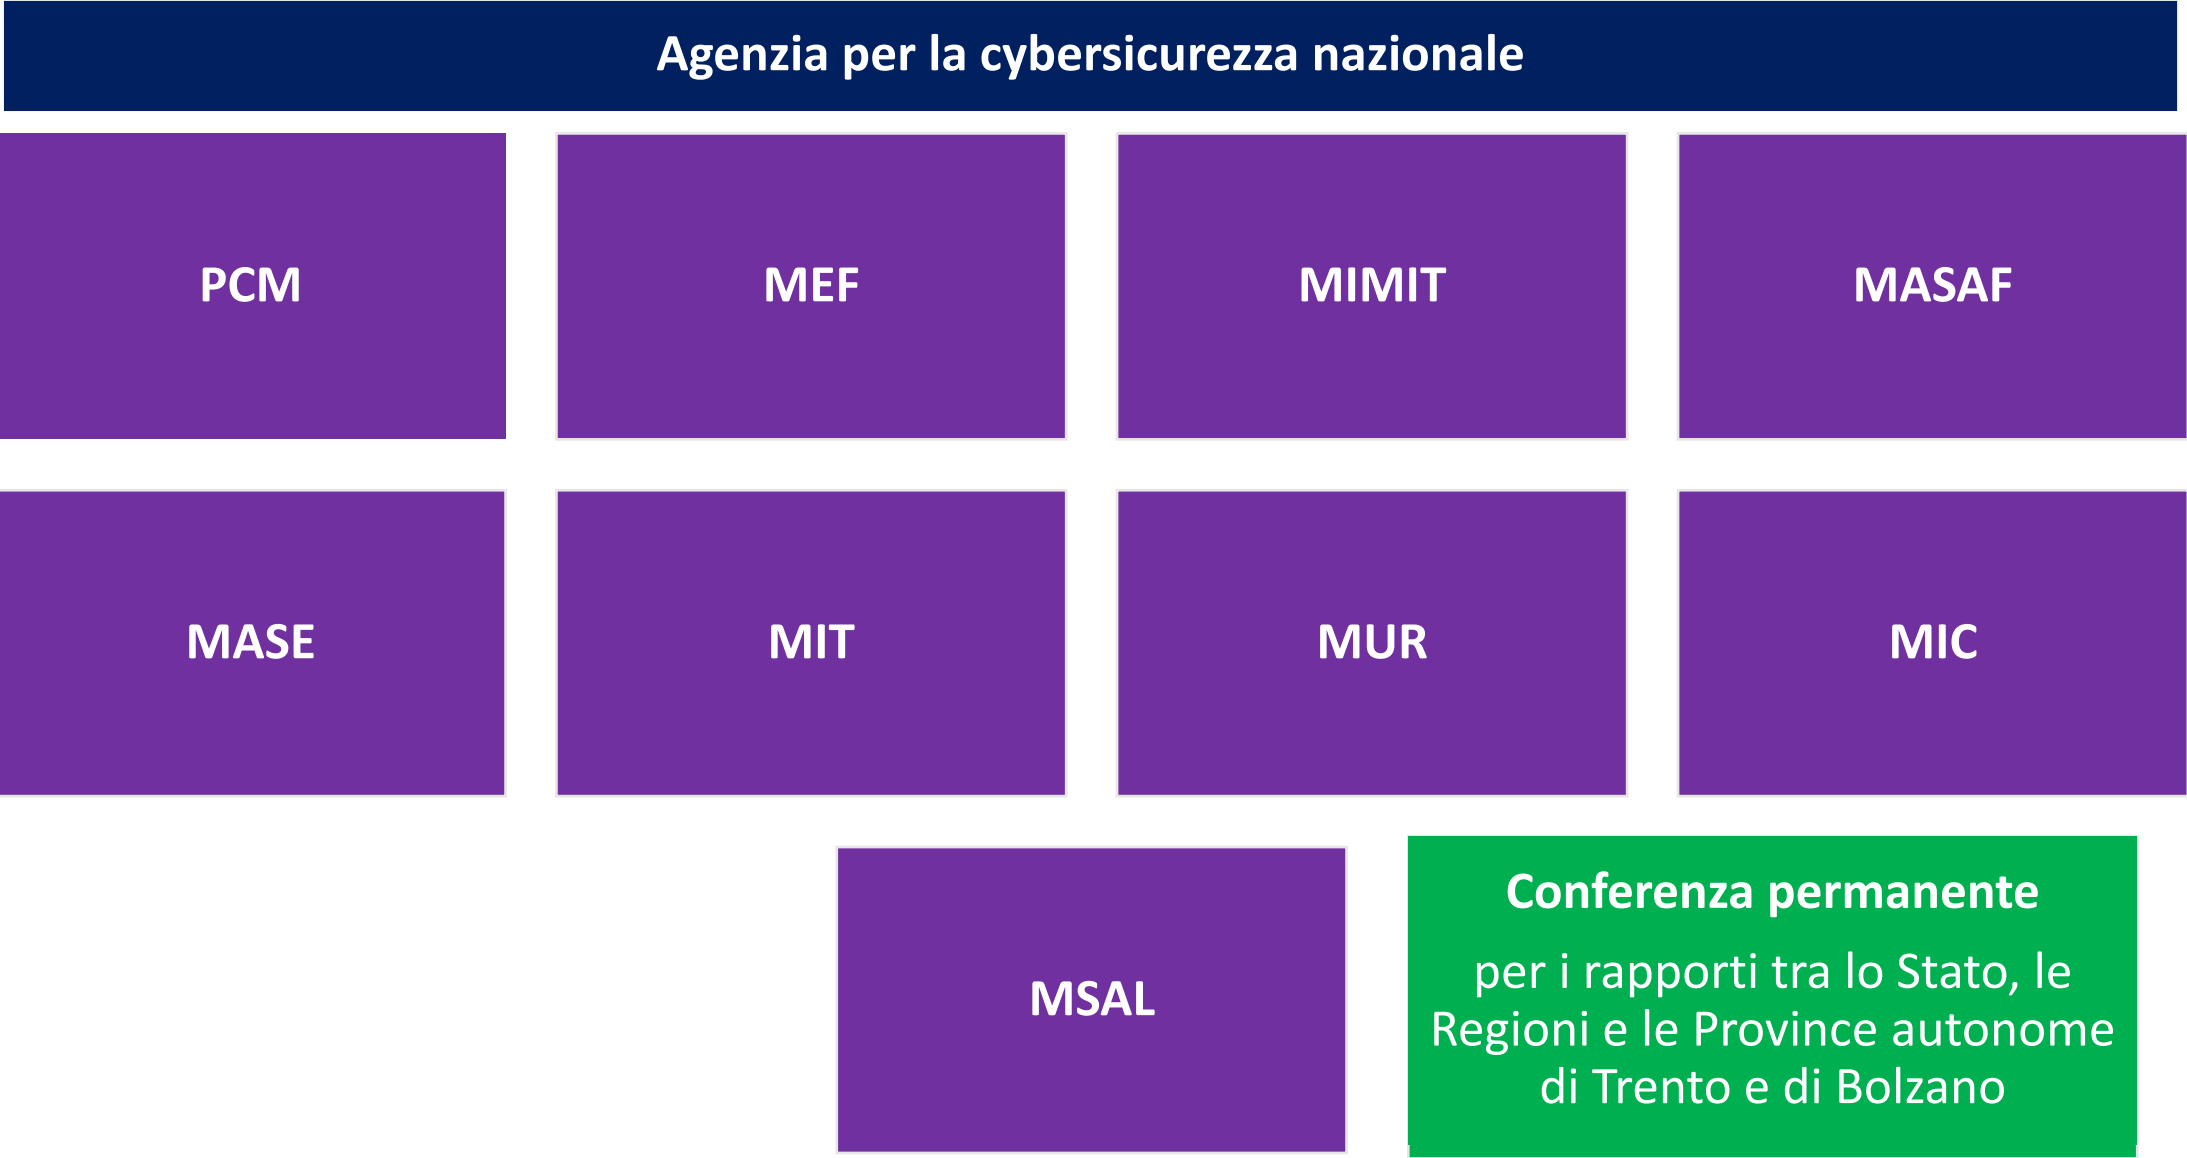 Agenzia per la cybersicurezza nazionale
PCM
MEF
MIMIT
MASAF
MASE
MIT
MUR
MIC
MSAL
Conferenza permanente
per i rapporti tra lo Stato, le
Regioni e le Province autonome
di Trento e di Bolzano